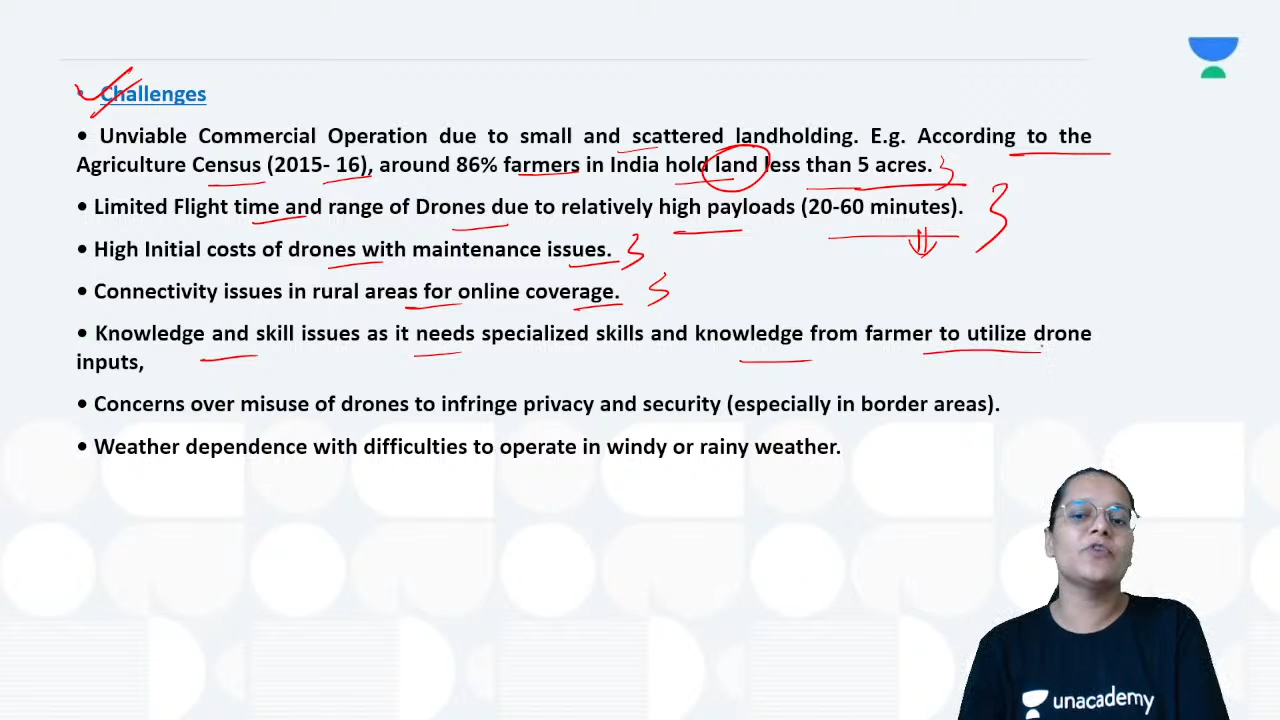 • Challenges
• Unviable Commercial Operation due to small and scattered landholding. E.g. According to the
Agriculture Census (2015- 16), around 86% farmers in India hold land less than 5 acres.
• Limited Flight time and range of Drones due to relatively high payloads (20-60 minutes).
• High Initial costs of drones with maintenance issues.
• Connectivity issues in rural areas for online coverage.
• Knowledge and skill issues as it needs specialized skills and knowledge from farmer to utilize drone
inputs,
• Concerns over misuse of drones to infringe privacy and security (especially in border areas).
• Weather dependence with difficulties to operate in windy or rainy weather.
unacademy